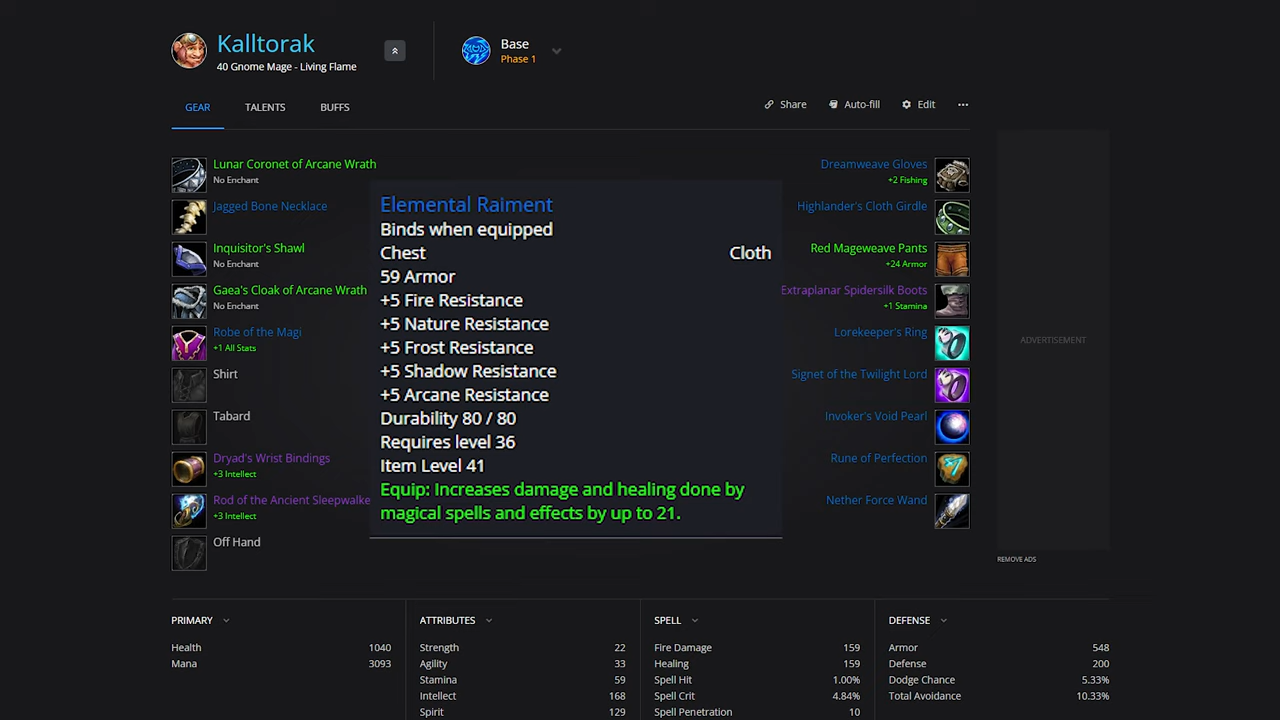 Kalltorak
40 Gnome Mage - Living Flame
Base
Phase 1
GEAR
TALENTS
BUFFS
Share
Auto-fill
Edit
Lunar Coronet of Arcane Wrath
No Enchant
Jagged Bone Necklace
Inquisitor's Shawl
No Enchant
Gaea's Cloak of Arcane Wrath
No Enchant
Robe of the Magi
+1 All Stats
Shirt
Tabard
Dryad's Wrist Bindings
+3 Intellect
Rod of the Ancient Sleepwalke
+3 Intellect
Off Hand
Elemental Raiment
Binds when equipped
Chest Cloth
59 Armor
+5 Fire Resistance
+5 Nature Resistance
+5 Frost Resistance
+5 Shadow Resistance
+5 Arcane Resistance
Durability 80 / 80
Requires level 36
Item Level 41
Equip: Increases damage and healing done by
magical spells and effects by up to 21.
Dreamweave Gloves
+2 Fishing
Highlander's Cloth Girdle
Red Mageweave Pants
+24 Armor
Extraplanar Spidersilk Boots
+1 Stamina
Lorekeeper's Ring
Signet of the Twilight Lord
Invoker's Void Pearl
Rune of Perfection
Nether Force Wand
ADVERTISEMENT
REMOVE ADS
PRIMARY
Health 1040
Mana 3093
ATTRIBUTES
Strength 22
Agility 33
Stamina 59
Intellect 168
Spirit 129
SPELL
Fire Damage 159
Healing 159
Spell Hit 1.00%
Spell Crit 4.84%
Spell Penetration 10
DEFENSE
Armor 548
Defense 200
Dodge Chance 5.33%
Total Avoidance 10.33%